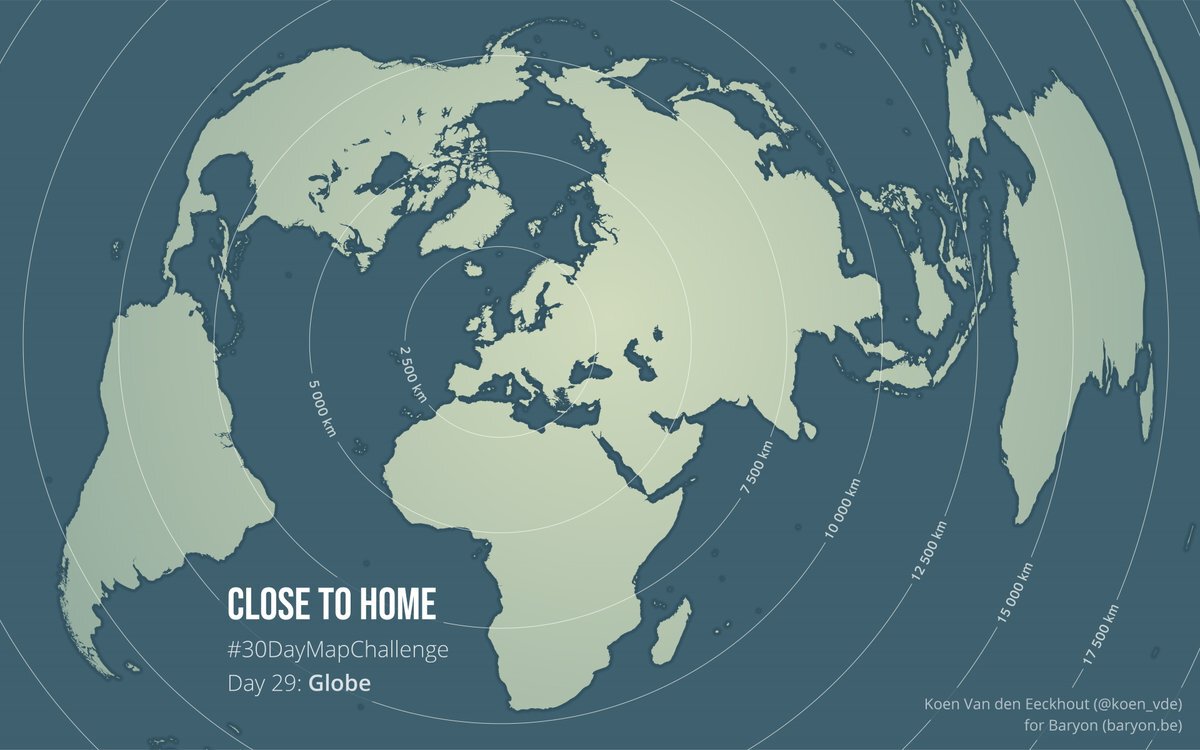 2 500 km
5 000 km
7 500 km
10 000 km
12 500 km
15 000 km
17 500 km
CLOSE TO HOME
#30DayMapChallenge
Day 29: Globe
Koen Van den Eeckhout (@koen_vde)
for Baryon (baryon.be)